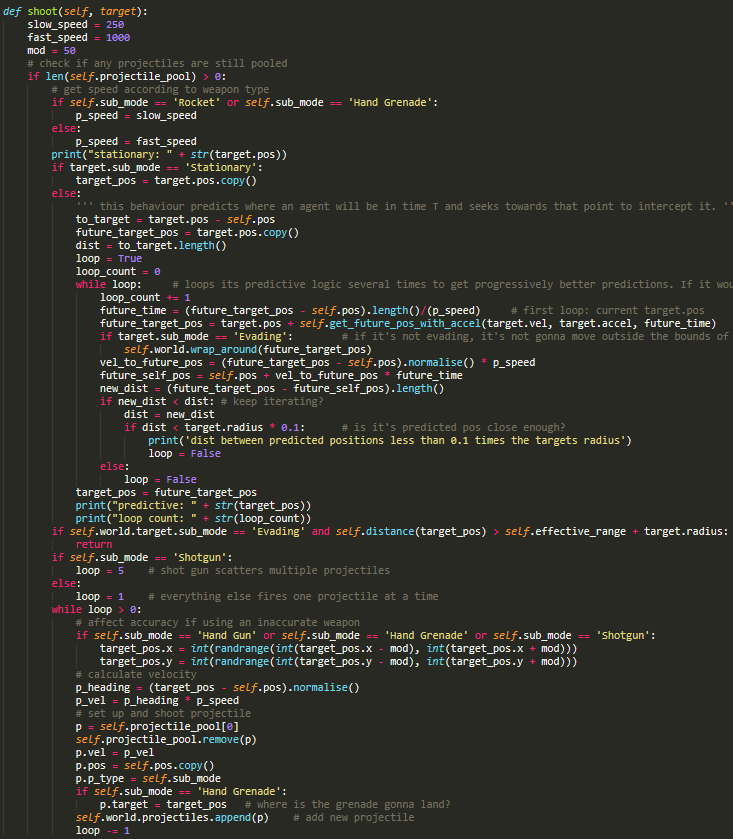 def shoot(self, target):
    slow_speed = 250
    fast_speed = 1000
    mod = 50
    # check if any projectiles are still pooled
    if len(self.projectile_pool) > 0:
        # get speed according to weapon type
        if self.sub_mode == 'Rocket' or self.sub_mode == 'Hand Grenade':
            p_speed = slow_speed
        else:
            p_speed = fast_speed
        print("stationary: " + str(target.pos))
        if target.sub_mode == 'Stationary':
            target_pos = target.pos.copy()
        else:
            ''' this behaviour predicts where an agent will be in time T and seeks towards that point to intercept it. ''
            to_target = target.pos - self.pos
            future_target_pos = target.pos.copy()
            dist = to_target.length()
            loop = True
            loop_count = 0
            while loop:     # loops its predictive logic several times to get progressively better predictions. If it wou
                loop_count += 1
                future_time = (future_target_pos - self.pos).length()/(p_speed)     # first loop: current target.pos
                future_target_pos = target.pos + self.get_future_pos_with_accel(target.vel, target.accel, future_time)
                if target.sub_mode == 'Evading':        # if it's not evading, it's not gonna move outside the bounds of
                    self.world.wrap_around(future_target_pos)
                vel_to_future_pos = (future_target_pos - self.pos).normalise() * p_speed
                future_self_pos = self.pos + vel_to_future_pos * future_time
                new_dist = (future_target_pos - future_self_pos).length()
                if new_dist < dist: # keep iterating?
                    dist = new_dist
                    if dist < target.radius * 0.1:      # is it's predicted pos close enough?
                        print('dist between predicted positions less than 0.1 times the targets radius')
                        loop = False
                else:
                    loop = False
            target_pos = future_target_pos
            print("predictive: " + str(target_pos))
            print("loop count: " + str(loop_count))
        if self.world.target.sub_mode == 'Evading' and self.distance(target_pos) > self.effective_range + target.radius:
            return
        if self.sub_mode == 'Shotgun':
            loop = 5    # shot gun scatters multiple projectiles
        else:
            loop = 1    # everything else fires one projectile at a time
        while loop > 0:
            # affect accuracy if using an inaccurate weapon
            if self.sub_mode == 'Hand Gun' or self.sub_mode == 'Hand Grenade' or self.sub_mode == 'Shotgun':
                target_pos.x = int(randrange(int(target_pos.x - mod), int(target_pos.x + mod)))
                target_pos.y = int(randrange(int(target_pos.y - mod), int(target_pos.y + mod)))
            # calculate velocity
            p_heading = (target_pos - self.pos).normalise()
            p_vel = p_heading * p_speed
            # set up and shoot projectile
            p = self.projectile_pool[0]
            self.projectile_pool.remove(p)
            p.vel = p_vel
            p.pos = self.pos.copy()
            p.p_type = self.sub_mode
            if self.sub_mode == 'Hand Grenade':
                p.target = target_pos   # where is the grenade gonna land?
            self.world.projectiles.append(p)    # add new projectile
            loop -= 1